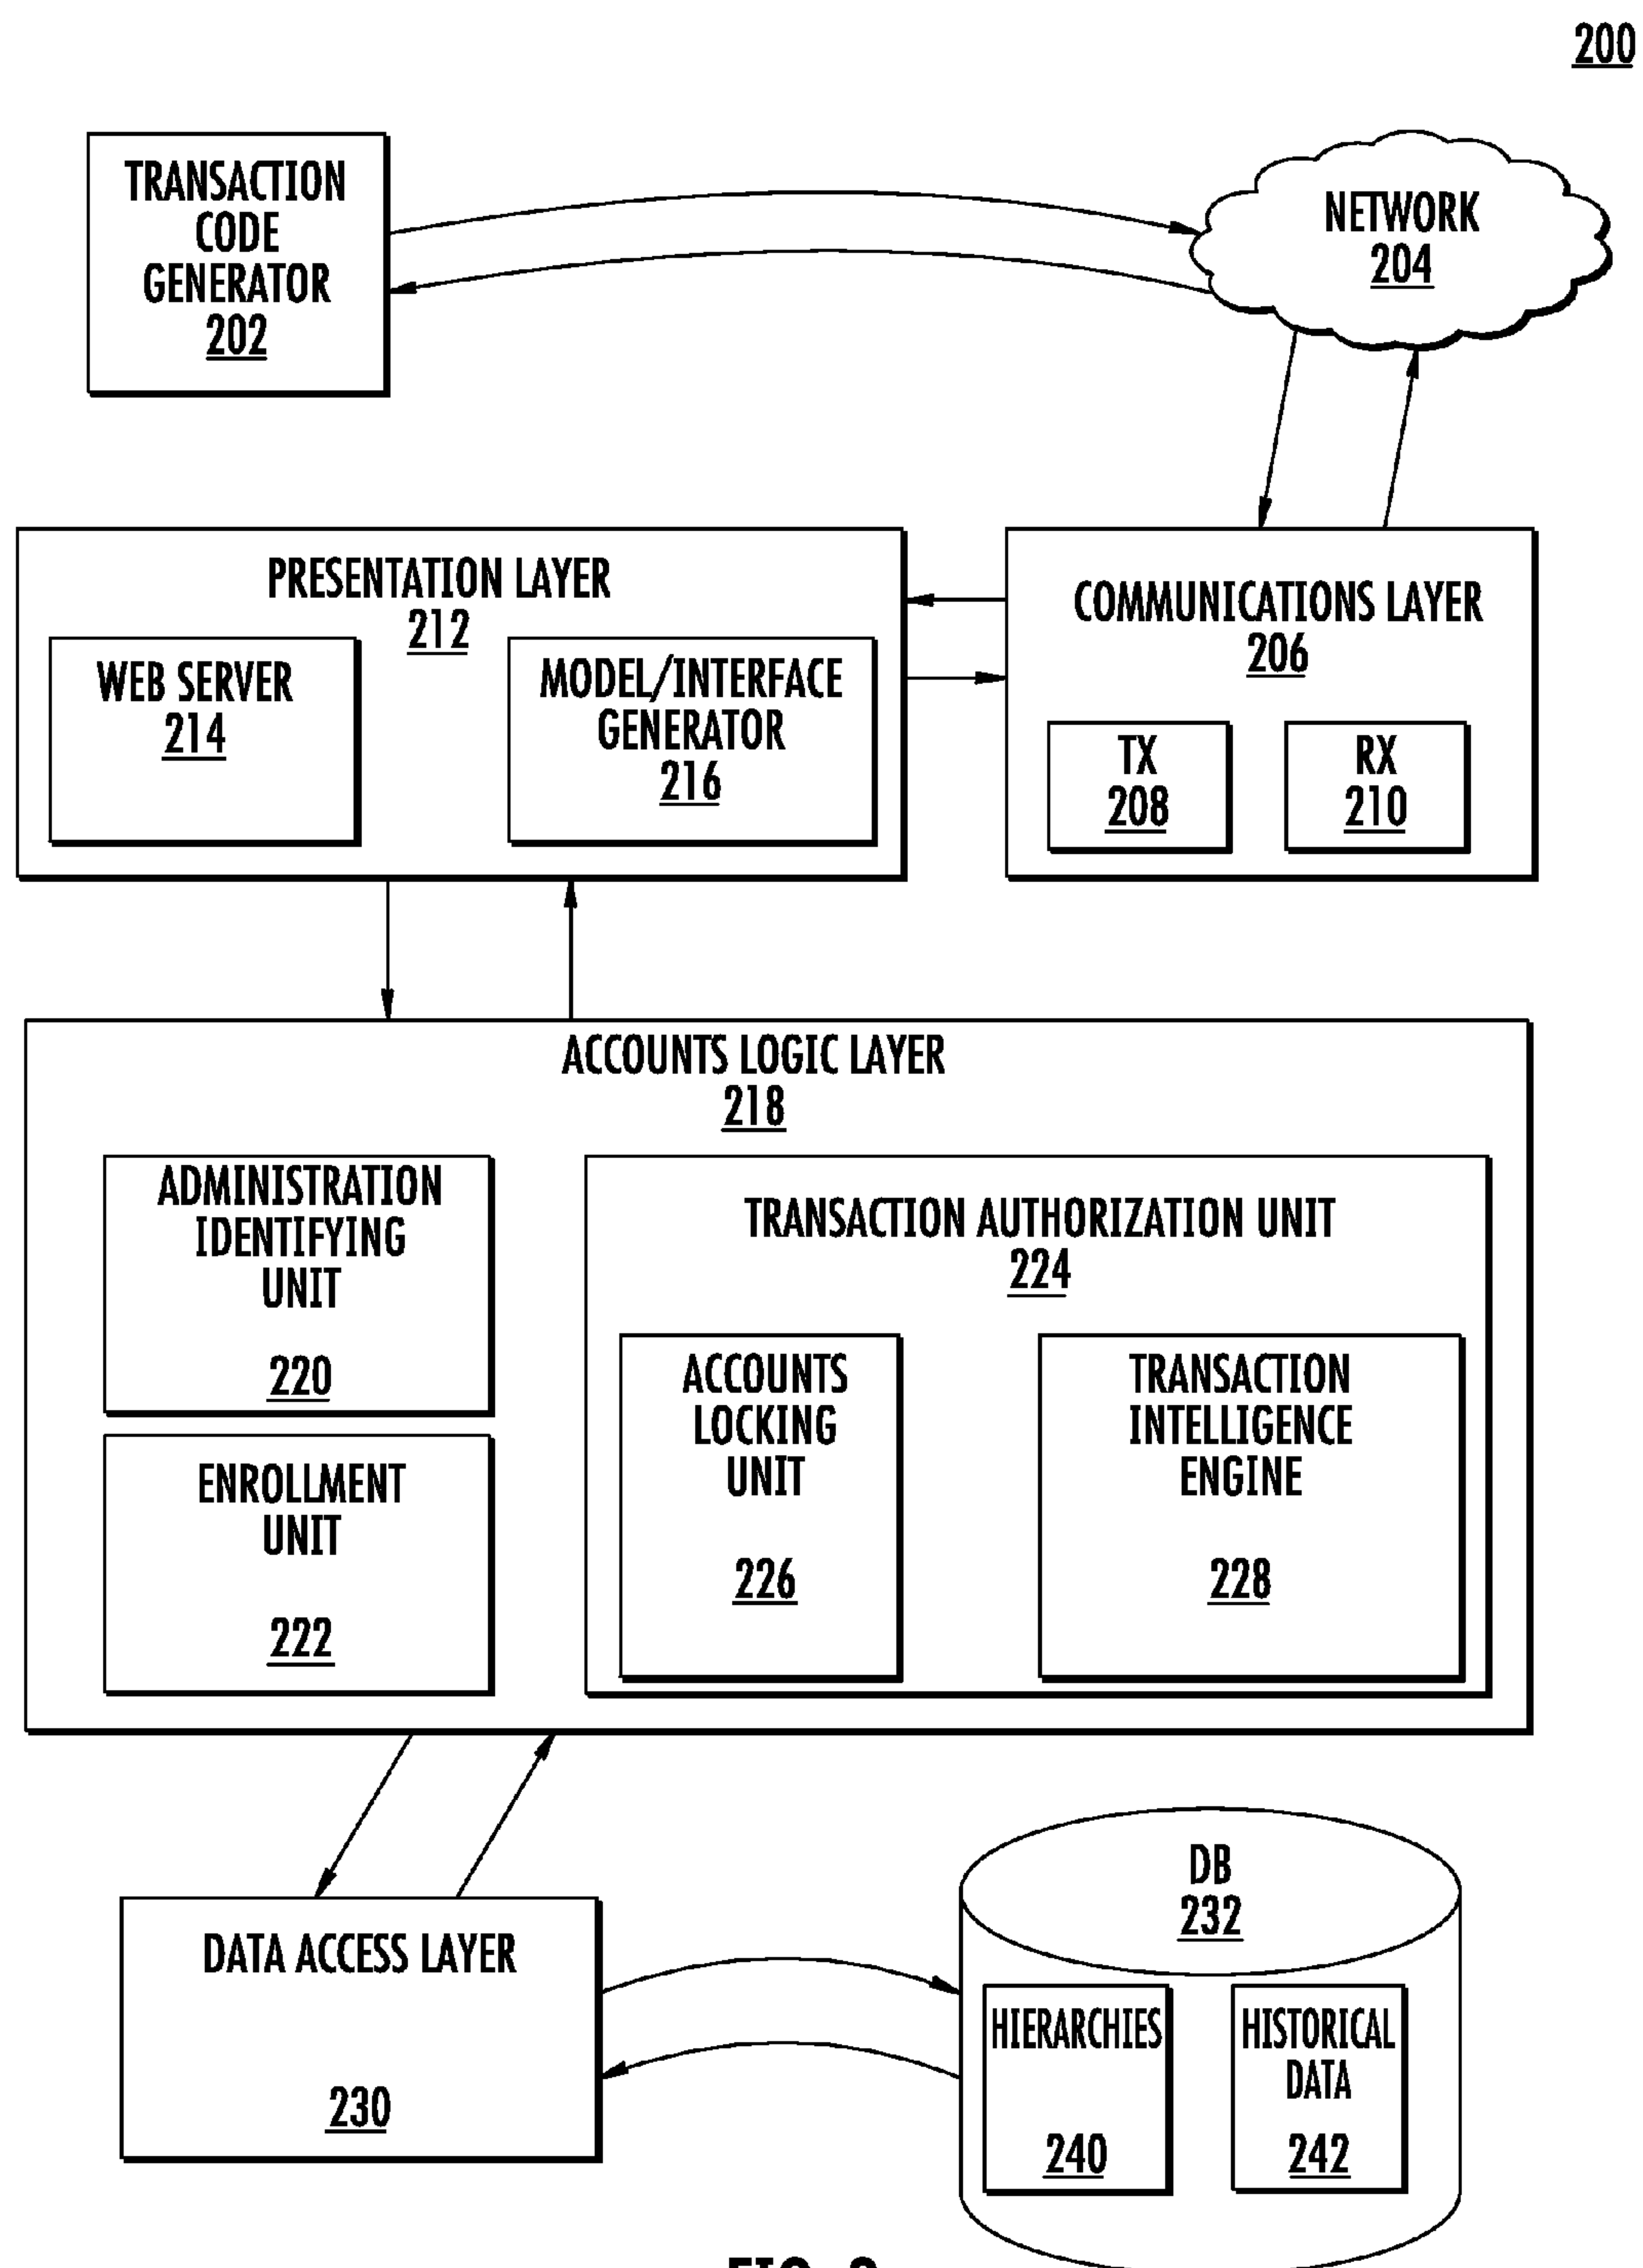 200
TRANSACTION
CODE
GENERATOR
202
NETWORK
204
PRESENTATION LAYER
212
WEB SERVER
214
MODEL/INTERFACE
GENERATOR
216
COMMUNICATIONS LAYER
206
TX
208
RX
210
ACCOUNTS LOGIC LAYER
218
ADMINISTRATION
IDENTIFYING
UNIT
220
ENROLLMENT
UNIT
222
TRANSACTION AUTHORIZATION UNIT
224
ACCOUNTS
LOCKING
UNIT
226
TRANSACTION
INTELLIGENCE
ENGINE
228
DATA ACCESS LAYER
230
DB
232
HIERARCHIES
240
HISTORICAL
DATA
242